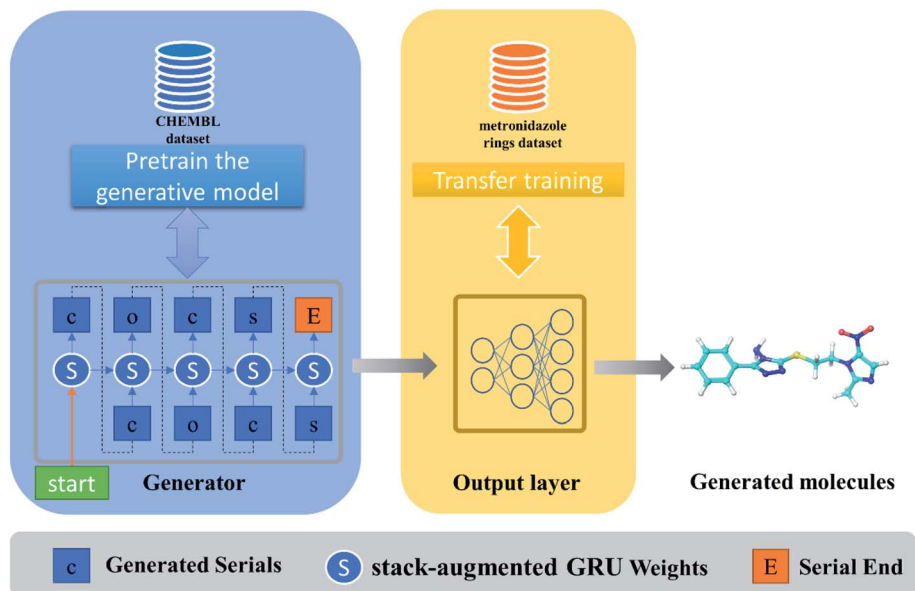 CHEMBL
dataset
Pretrain the
generative model
c o c s E
S S S S S
c o c s
start
Generator
metronidazole
rings dataset
Transfer training
Output layer
Generated molecules
c Generated Serials
S stack-augmented GRU Weights
E Serial End